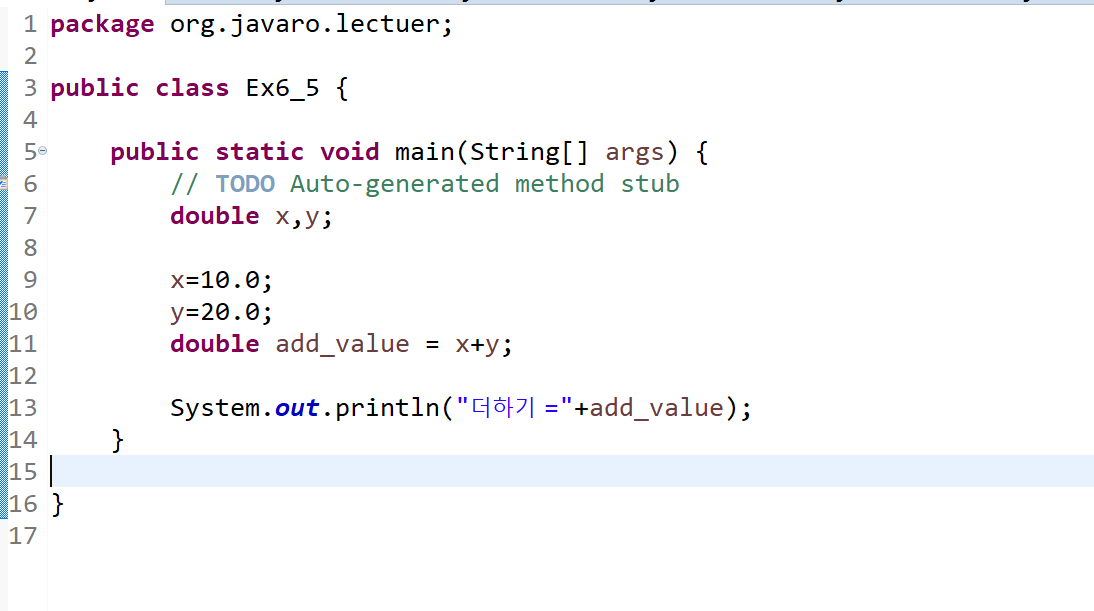 1 package org.javaro.lectuer;
2
3 public class Ex6_5 {
4
5     public static void main(String[] args) {
6         // TODO Auto-generated method stub
7         double x,y;
8
9         x=10.0;
10         y=20.0;
11         double add_value = x+y;
12
13         System.out.println("더하기 ="+add_value);
14     }
15
16 }
17